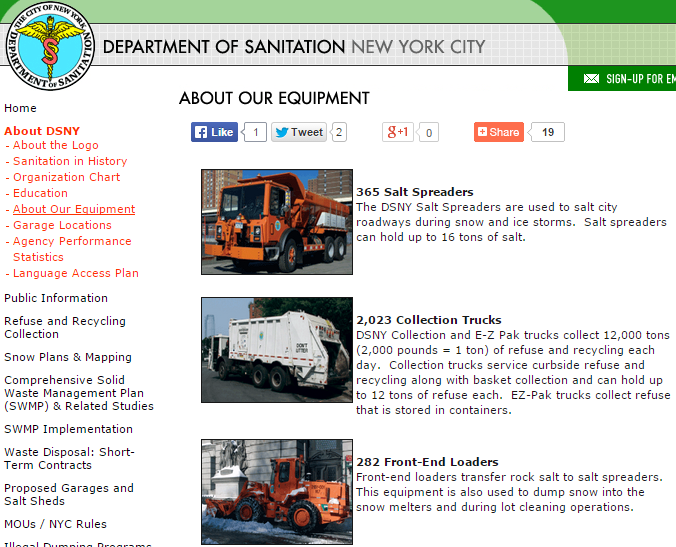 THE CITY OF NEW YORK
DEPARTMENT OF SANITATION
DEPARTMENT OF SANITATION NEW YORK CITY
SIGN-UP FOR EM
Home
About DSNY
- About the Logo
- Sanitation in History
- Organization Chart
- Education
- About Our Equipment
- Garage Locations
- Agency Performance
Statistics
- Language Access Plan
Public Information
Refuse and Recycling
Collection
Snow Plans & Mapping
Comprehensive Solid
Waste Management Plan
(SWMP) & Related Studies
SWMP Implementation
Waste Disposal: Short-
Term Contracts
Proposed Garages and
Salt Sheds
MOUs / NYC Rules
Illegal Dumping Programs
ABOUT OUR EQUIPMENT
Like 1 Tweet 2 g+1 0 Share 19
365 Salt Spreaders
The DSNY Salt Spreaders are used to salt city
roadways during snow and ice storms. Salt spreaders
can hold up to 16 tons of salt.
DON'T
LITTER
2,023 Collection Trucks
DSNY Collection and E-Z Pak trucks collect 12,000 tons
(2,000 pounds = 1 ton) of refuse and recycling each
day. Collection trucks service curbside refuse and
recycling along with basket collection and can hold up
to 12 tons of refuse each. EZ-Pak trucks collect refuse
that is stored in containers.
282 Front-End Loaders
Front-end loaders transfer rock salt to salt spreaders.
This equipment is also used to dump snow into the
snow melters and during lot cleaning operations.